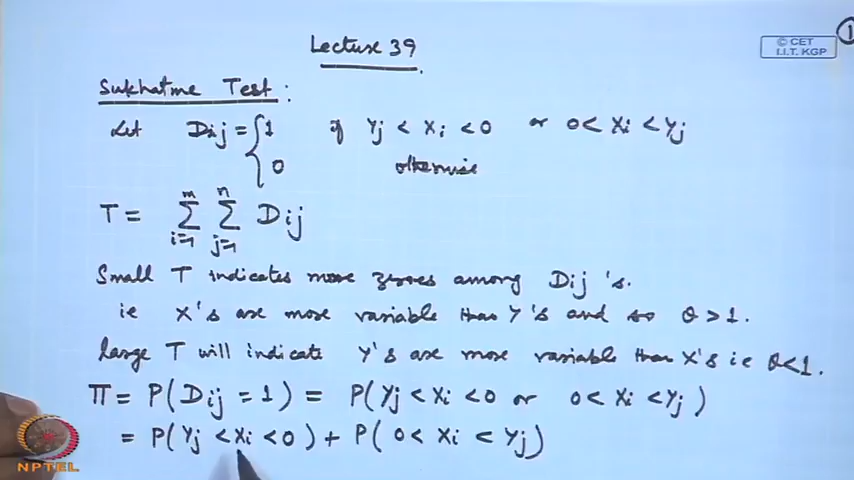 Lecture 39
1
© CET
I.I.T. KGP
Sukhatme Test:
Let Dij = { 1 if Yj < Xi < 0 or 0 < Xi < Yj
0 otherwise
T = Σ_{i=1}^{m} Σ_{j=1}^{n} Dij
Small T indicates more zeroes among Dij 's.
ie X's are more variable than Y's and so θ > 1.
large T will indicate Y's are more variable than X's ie θ < 1.
Π = P(Dij = 1) = P(Yj < Xi < 0 or 0 < Xi < Yj)
= P(Yj < Xi < 0) + P(0 < Xi < Yj)
NPTEL